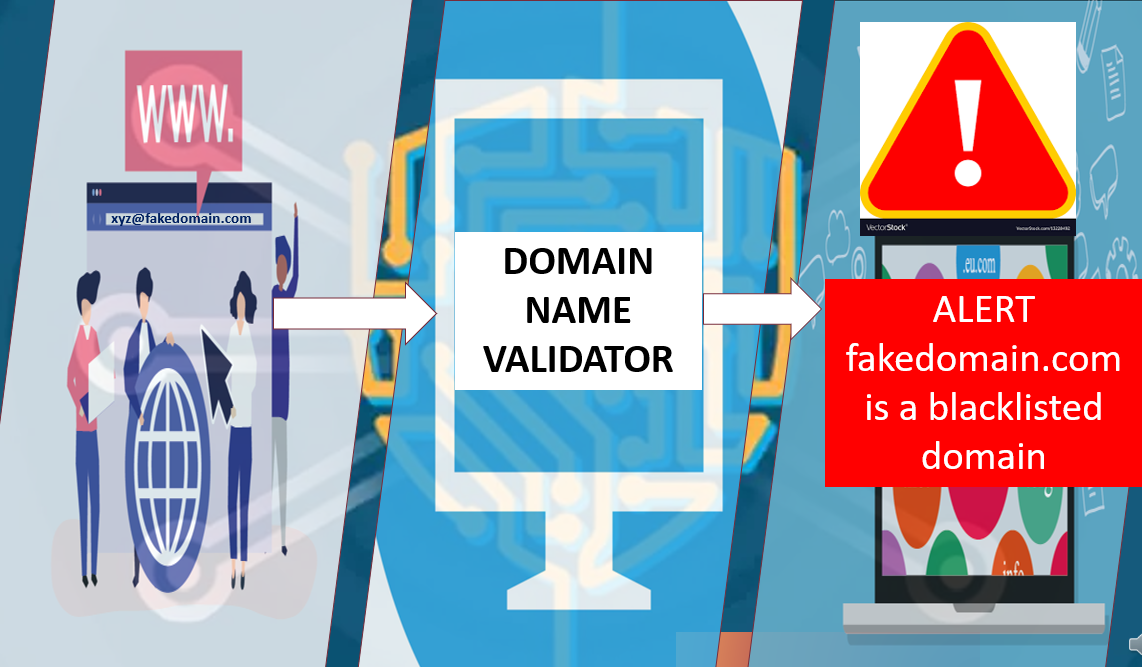 WWW.
xyz@fakedomain.com
DOMAIN
NAME
VALIDATOR
VectorStock®
VectorStock.com/13228482
.eu.com
ALERT
fakedomain.com
is a blacklisted
domain
info